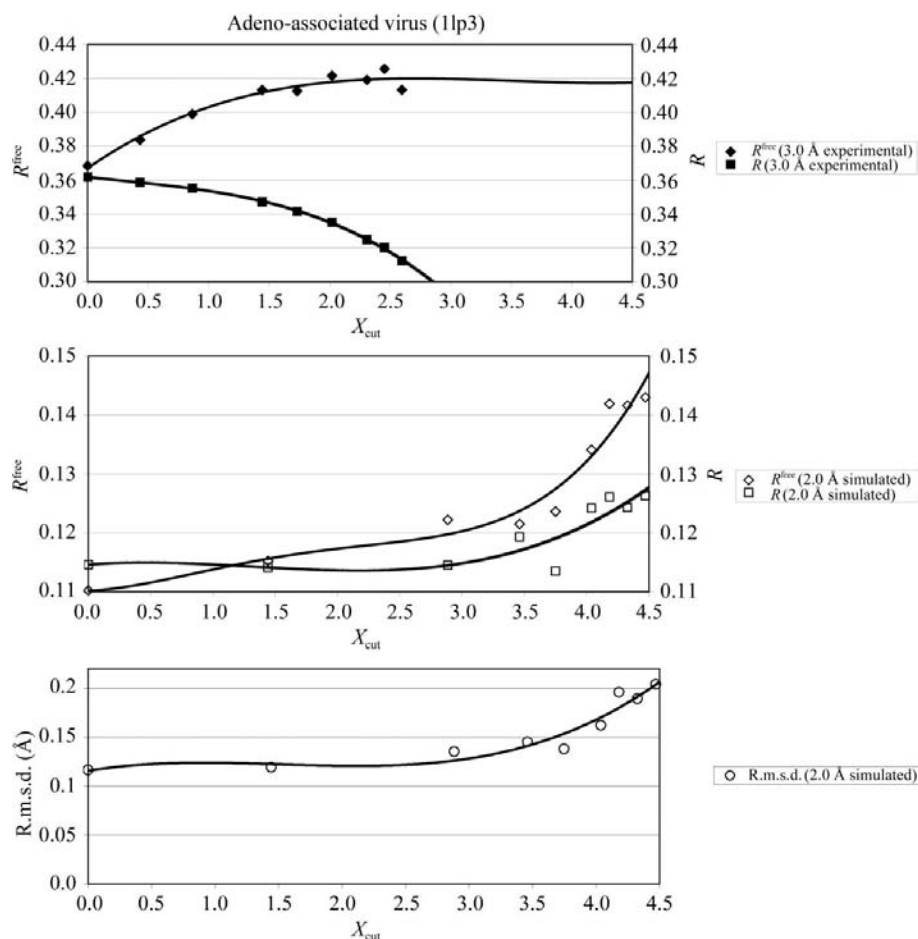 Adeno-associated virus (1lp3)
0.44
0.42
0.40
0.38
0.36
0.34
0.32
0.30
R^free
0.44
0.42
0.40
0.38
0.36
0.34
0.32
0.30
R
0.0 0.5 1.0 1.5 2.0 2.5 3.0 3.5 4.0 4.5
X_cut
R^free (3.0 Å experimental)
R (3.0 Å experimental)
0.15
0.14
0.13
0.12
0.11
R^free
0.15
0.14
0.13
0.12
0.11
R
0.0 0.5 1.0 1.5 2.0 2.5 3.0 3.5 4.0 4.5
X_cut
R^free (2.0 Å simulated)
R (2.0 Å simulated)
0.2
0.15
0.1
0.05
0.0
R.m.s.d. (Å)
0.0 0.5 1.0 1.5 2.0 2.5 3.0 3.5 4.0 4.5
X_cut
R.m.s.d. (2.0 Å simulated)